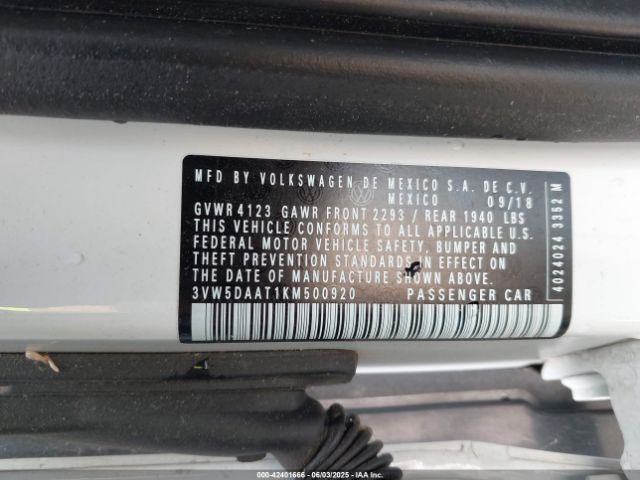 MFD BY VOLKSWAGEN DE MEXICO S.A. DE C.V.
MEXICO 09/18
GVWR 4123 GAWR FRONT 2293 / REAR 1940 LBS
THIS VEHICLE CONFORMS TO ALL APPLICABLE U.S.
FEDERAL MOTOR VEHICLE SAFETY, BUMPER AND
THEFT PREVENTION STANDARDS IN EFFECT ON
THE DATE OF MANUFACTURE SHOWN ABOVE.
3VW5DAAT1KM500920 PASSENGER CAR
4024024 3352 M
000-42401666 - 06/03/2025 - IAAI